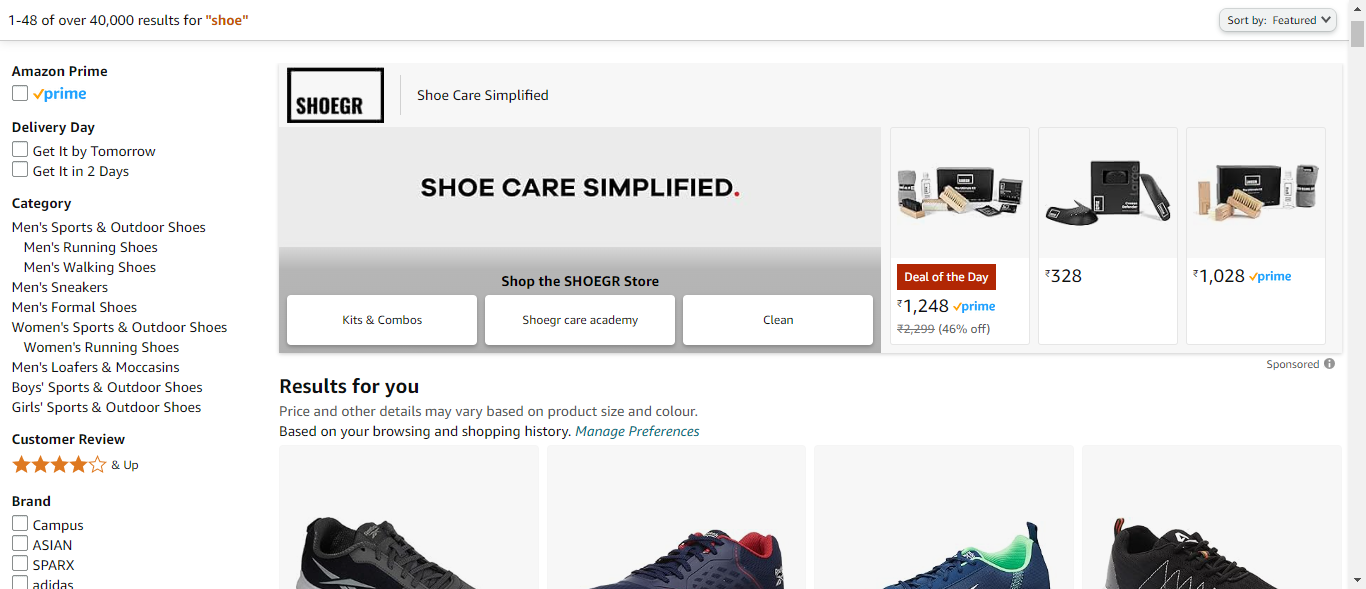 1-48 of over 40,000 results for "shoe"
Sort by: Featured
Amazon Prime
prime
Delivery Day
Get It by Tomorrow
Get It in 2 Days
Category
Men's Sports & Outdoor Shoes
Men's Running Shoes
Men's Walking Shoes
Men's Sneakers
Men's Formal Shoes
Women's Sports & Outdoor Shoes
Women's Running Shoes
Men's Loafers & Moccasins
Boys' Sports & Outdoor Shoes
Girls' Sports & Outdoor Shoes
Customer Review
& Up
Brand
Campus
ASIAN
SPARX
adidas
SHOEGR
Shoe Care Simplified
SHOE CARE SIMPLIFIED.
Shop the SHOEGR Store
Kits & Combos
Shoegr care academy
Clean
Deal of the Day
₹1,248 prime
₹2,299 (46% off)
₹328
₹1,028 prime
Sponsored
Results for you
Price and other details may vary based on product size and colour.
Based on your browsing and shopping history. Manage Preferences